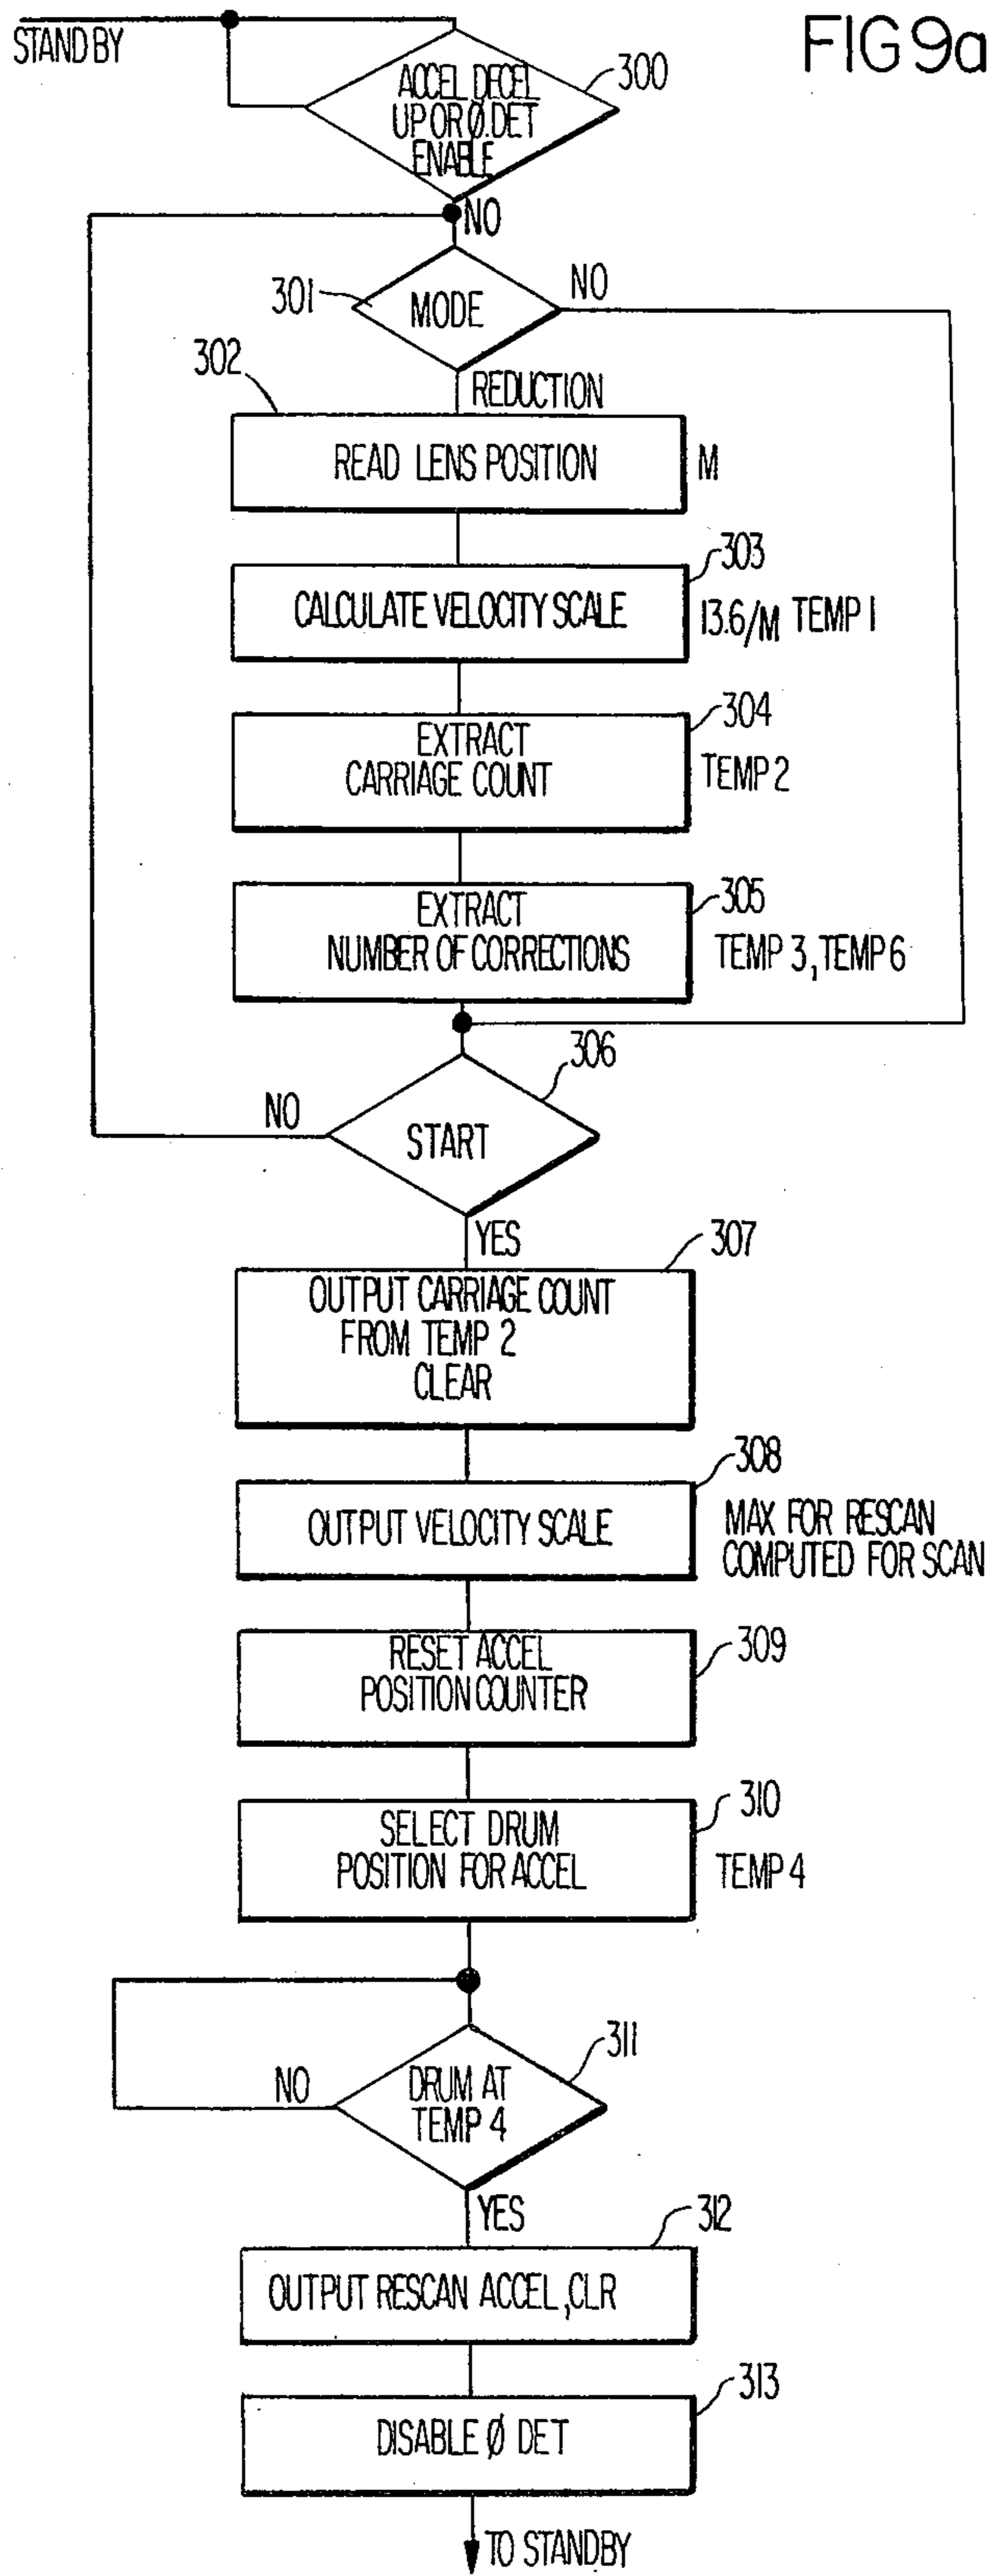 FIG 9a
STANDBY
300
ACCEL DECEL
UP OR Ø. DET
ENABLE
NO
301
MODE
NO
302
REDUCTION
READ LENS POSITION
M
303
CALCULATE VELOCITY SCALE
13.6/M TEMP 1
304
EXTRACT
CARRIAGE COUNT
TEMP 2
305
EXTRACT
NUMBER OF CORRECTIONS
TEMP 3, TEMP 6
306
NO
START
YES
307
OUTPUT CARRIAGE COUNT
FROM TEMP 2
CLEAR
308
OUTPUT VELOCITY SCALE
MAX FOR RESCAN
COMPUTED FOR SCAN
309
RESET ACCEL
POSITION COUNTER
310
SELECT DRUM
POSITION FOR ACCEL
TEMP 4
311
NO
DRUM AT
TEMP 4
YES
312
OUTPUT RESCAN ACCEL, CLR
313
DISABLE Ø DET
TO STANDBY